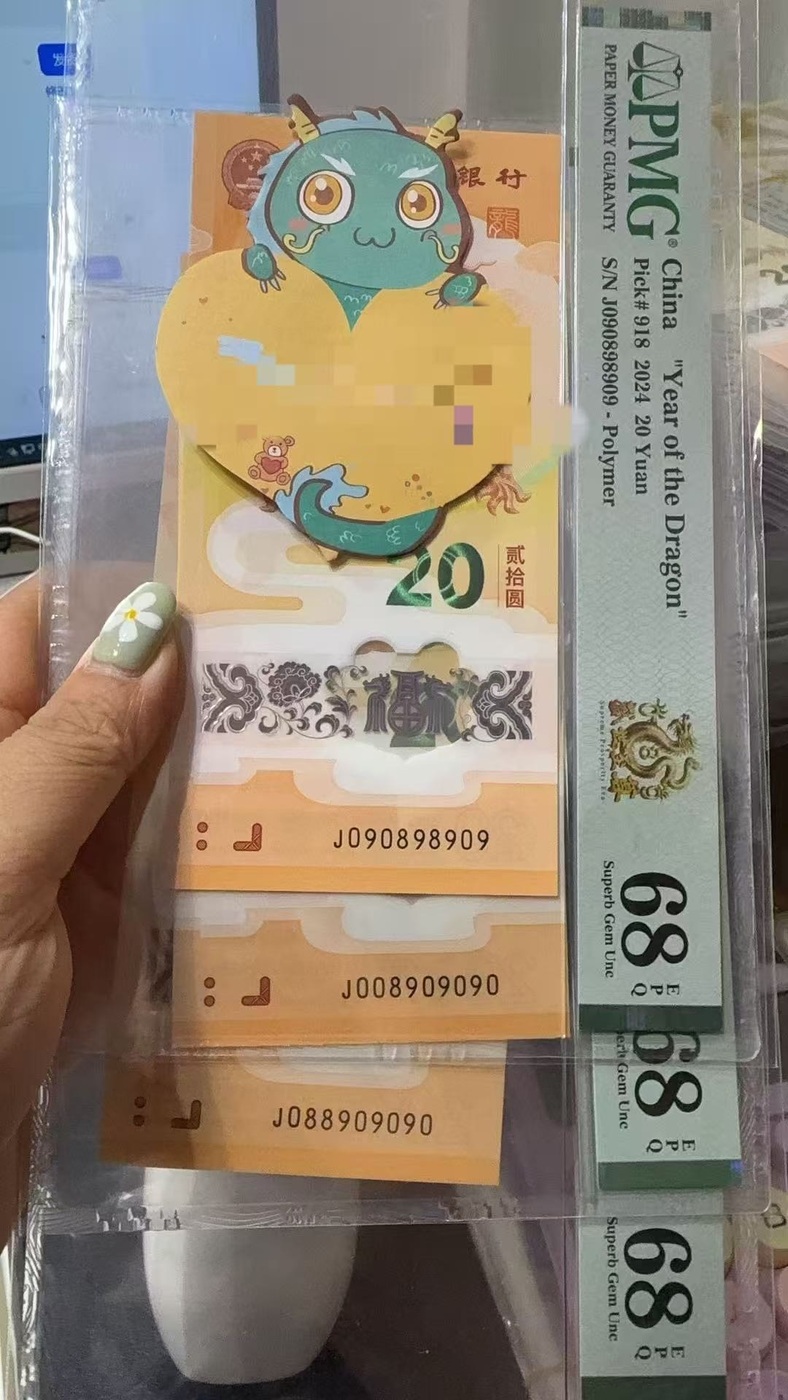 发
银行
龍
20
贰拾圆
福
J090898909
J008909090
J088909090
PMG®
PAPER MONEY GUARANTY
China "Year of the Dragon"
Pick# 918 2024 20 Yuan
S/N J090898909 - Polymer
68 EPQ
Superb Gem Unc
68 EPQ
Gem Unc
68 EPQ
Superb Gem Unc